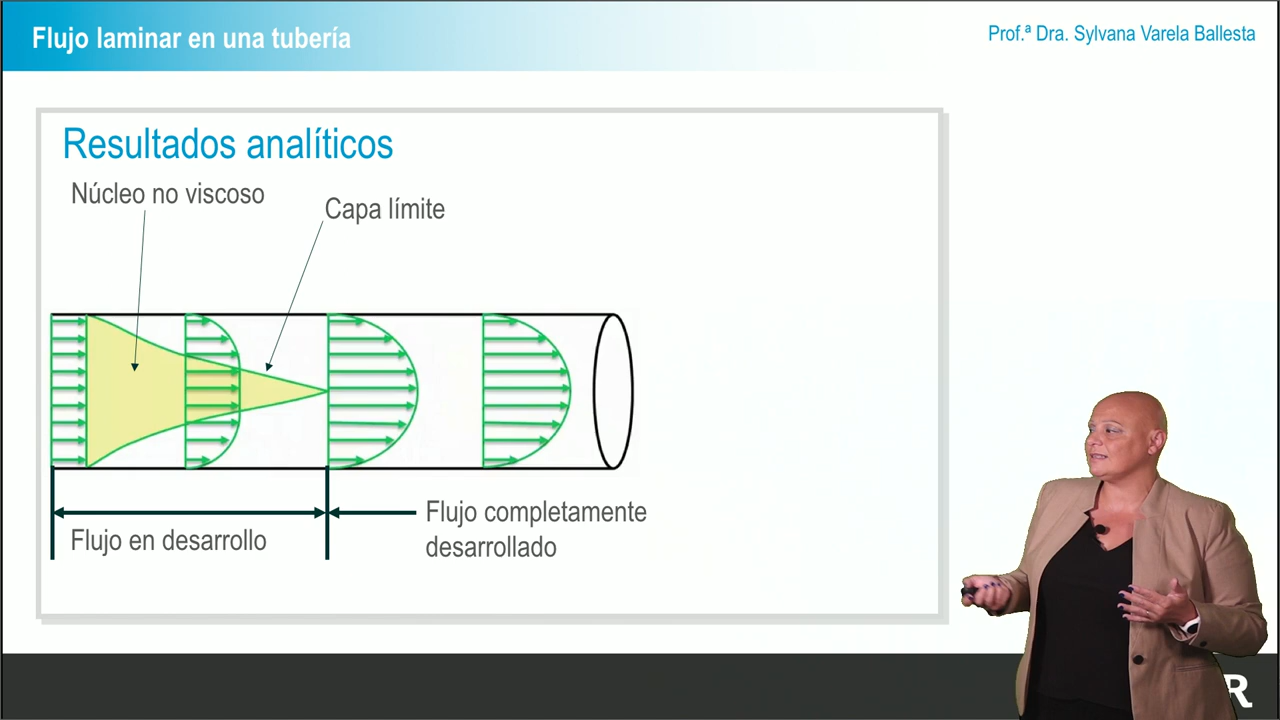 Flujo laminar en una tubería
Prof.ª Dra. Sylvana Varela Ballesta
Resultados analíticos
Núcleo no viscoso
Capa límite
Flujo completamente
desarrollado
Flujo en desarrollo
R